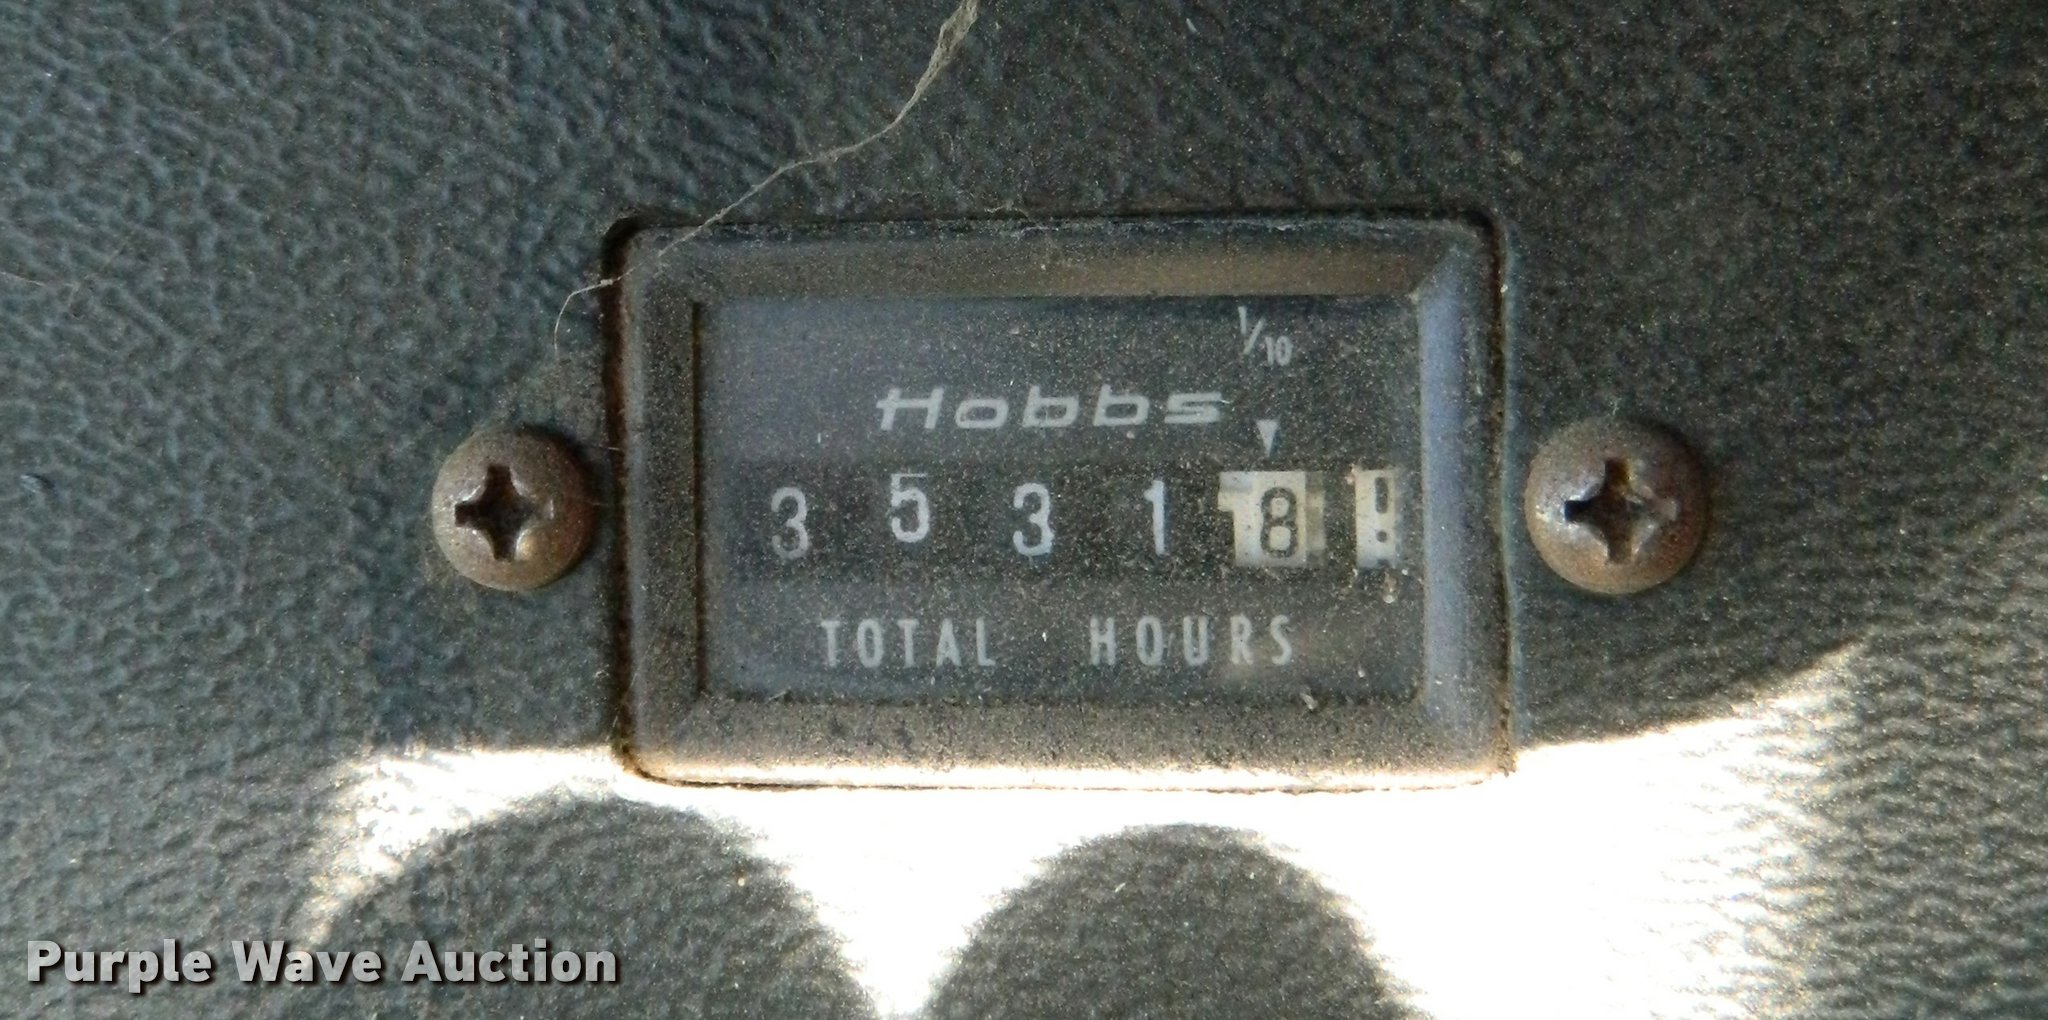 1/10
Hobbs
3 5 3 1 8
TOTAL HOURS
Purple Wave Auction